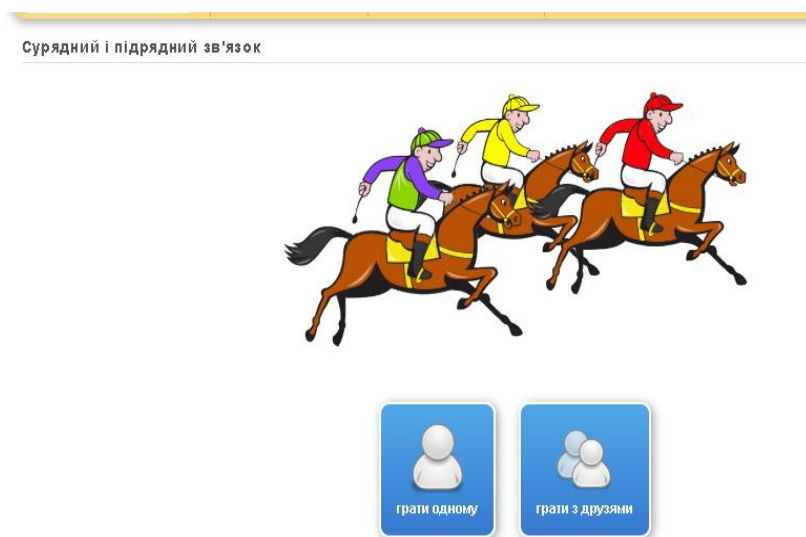 Сурядний і підрядний зв'язок
грати одному
грати з друзями